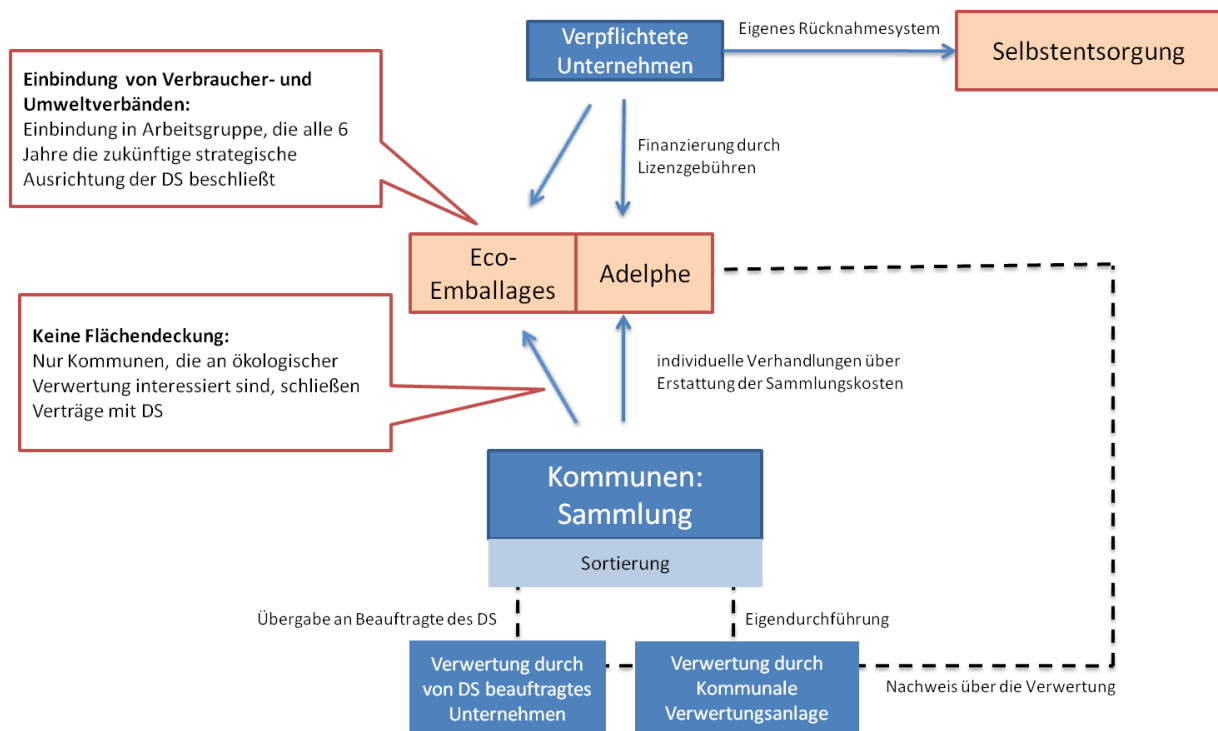 Verpflichtete
Unternehmen
Eigenes Rücknahmesystem
Selbstentsorgung
Einbindung von Verbraucher- und
Umweltverbänden:
Einbindung in Arbeitsgruppe, die alle 6
Jahre die zukünftige strategische
Ausrichtung der DS beschließt
Finanzierung durch
Lizenzgebühren
Eco-
Emballages
Adelphe
Keine Flächendeckung:
Nur Kommunen, die an ökologischer
Verwertung interessiert sind, schließen
Verträge mit DS
individuelle Verhandlungen über
Erstattung der Sammlungskosten
Kommunen:
Sammlung
Sortierung
Übergabe an Beauftragte des DS
Eigendurchführung
Verwertung durch
von DS beauftragtes
Unternehmen
Verwertung durch
Kommunale
Verwertungsanlage
Nachweis über die Verwertung